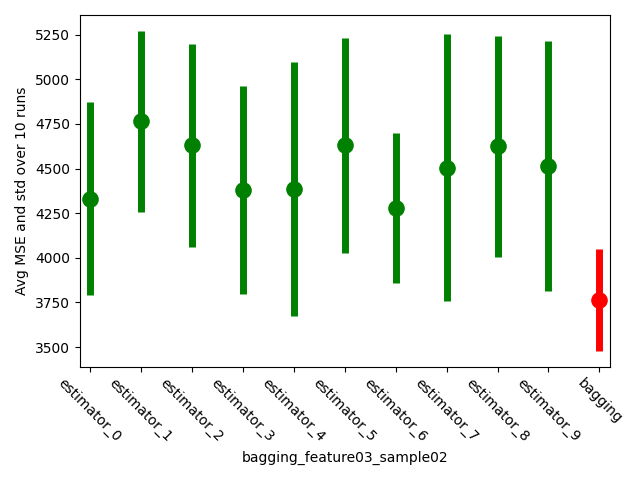 Avg MSE and std over 10 runs
5250
5000
4750
4500
4250
4000
3750
3500
estimator_0
estimator_1
estimator_2
estimator_3
estimator_4
estimator_5
estimator_6
estimator_7
estimator_8
estimator_9
bagging
bagging_feature03_sample02